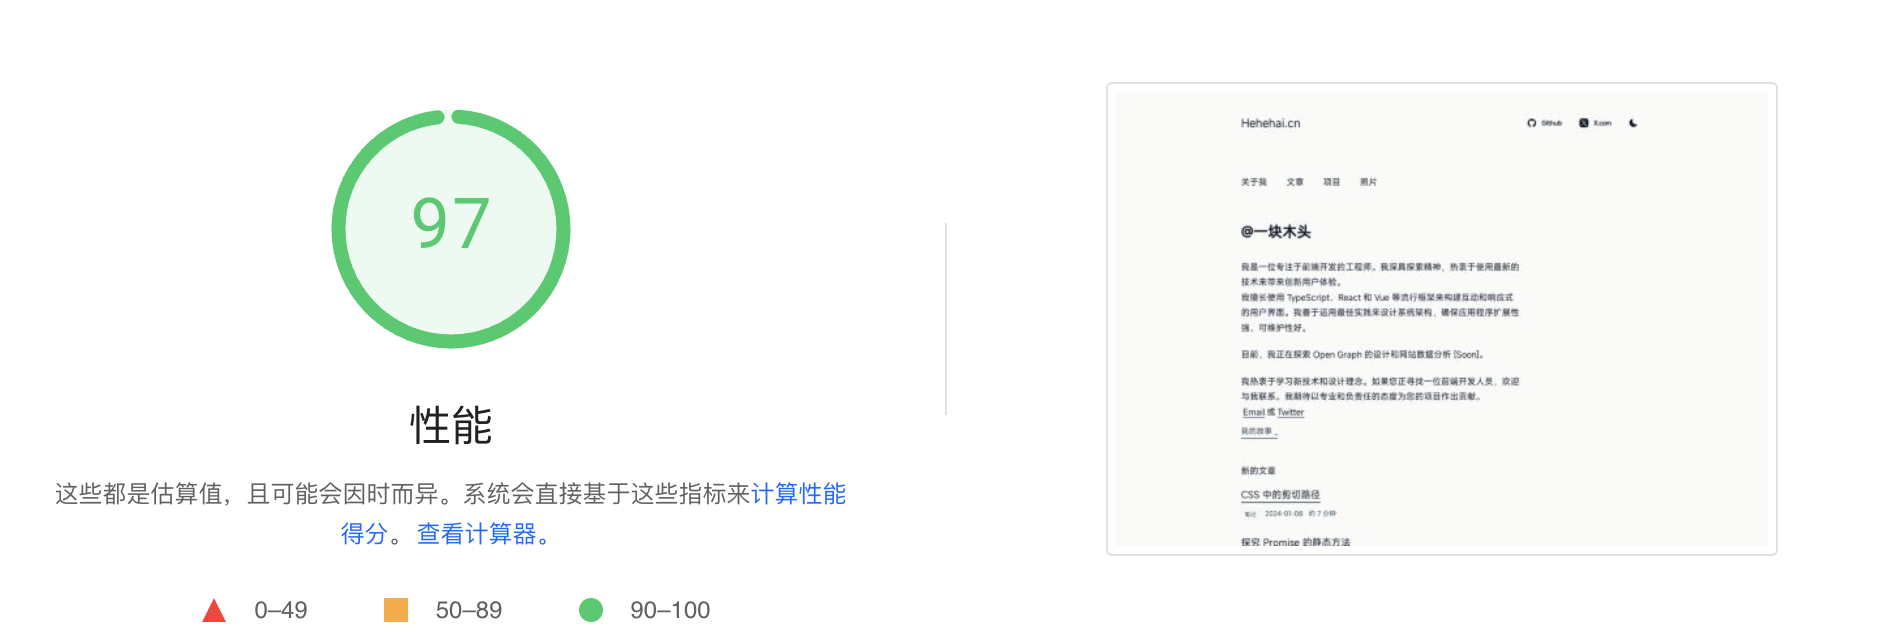 97
性能
这些都是估算值，且可能会因时而异。系统会直接基于这些指标来计算性能
得分。 查看计算器。
0–49
50–89
90–100
Hehehai.cn
Github
X.com
关于我 文章 项目 照片
@一块木头
我是一位专注于前端开发的工程师。我深具探索精神，热衷于使用最新的
技术来带来创新用户体验。
我擅长使用 TypeScript、React 和 Vue 等流行框架来构建互动和响应式
的用户界面。我善于运用最佳实践来设计系统架构，确保应用程序扩展性
强、可维护性好。
目前，我正在探索 Open Graph 的设计和网站数据分析 [Soon]。
我热衷于学习新技术和设计理念。如果您正寻找一位前端开发人员，欢迎
与我联系。我期待以专业和负责任的态度为您的项目作出贡献。
Email 或 Twitter
我的故事 _
新的文章
CSS 中的剪切路径
笔记 2024-01-08 约 7 分钟
探究 Promise 的静态方法